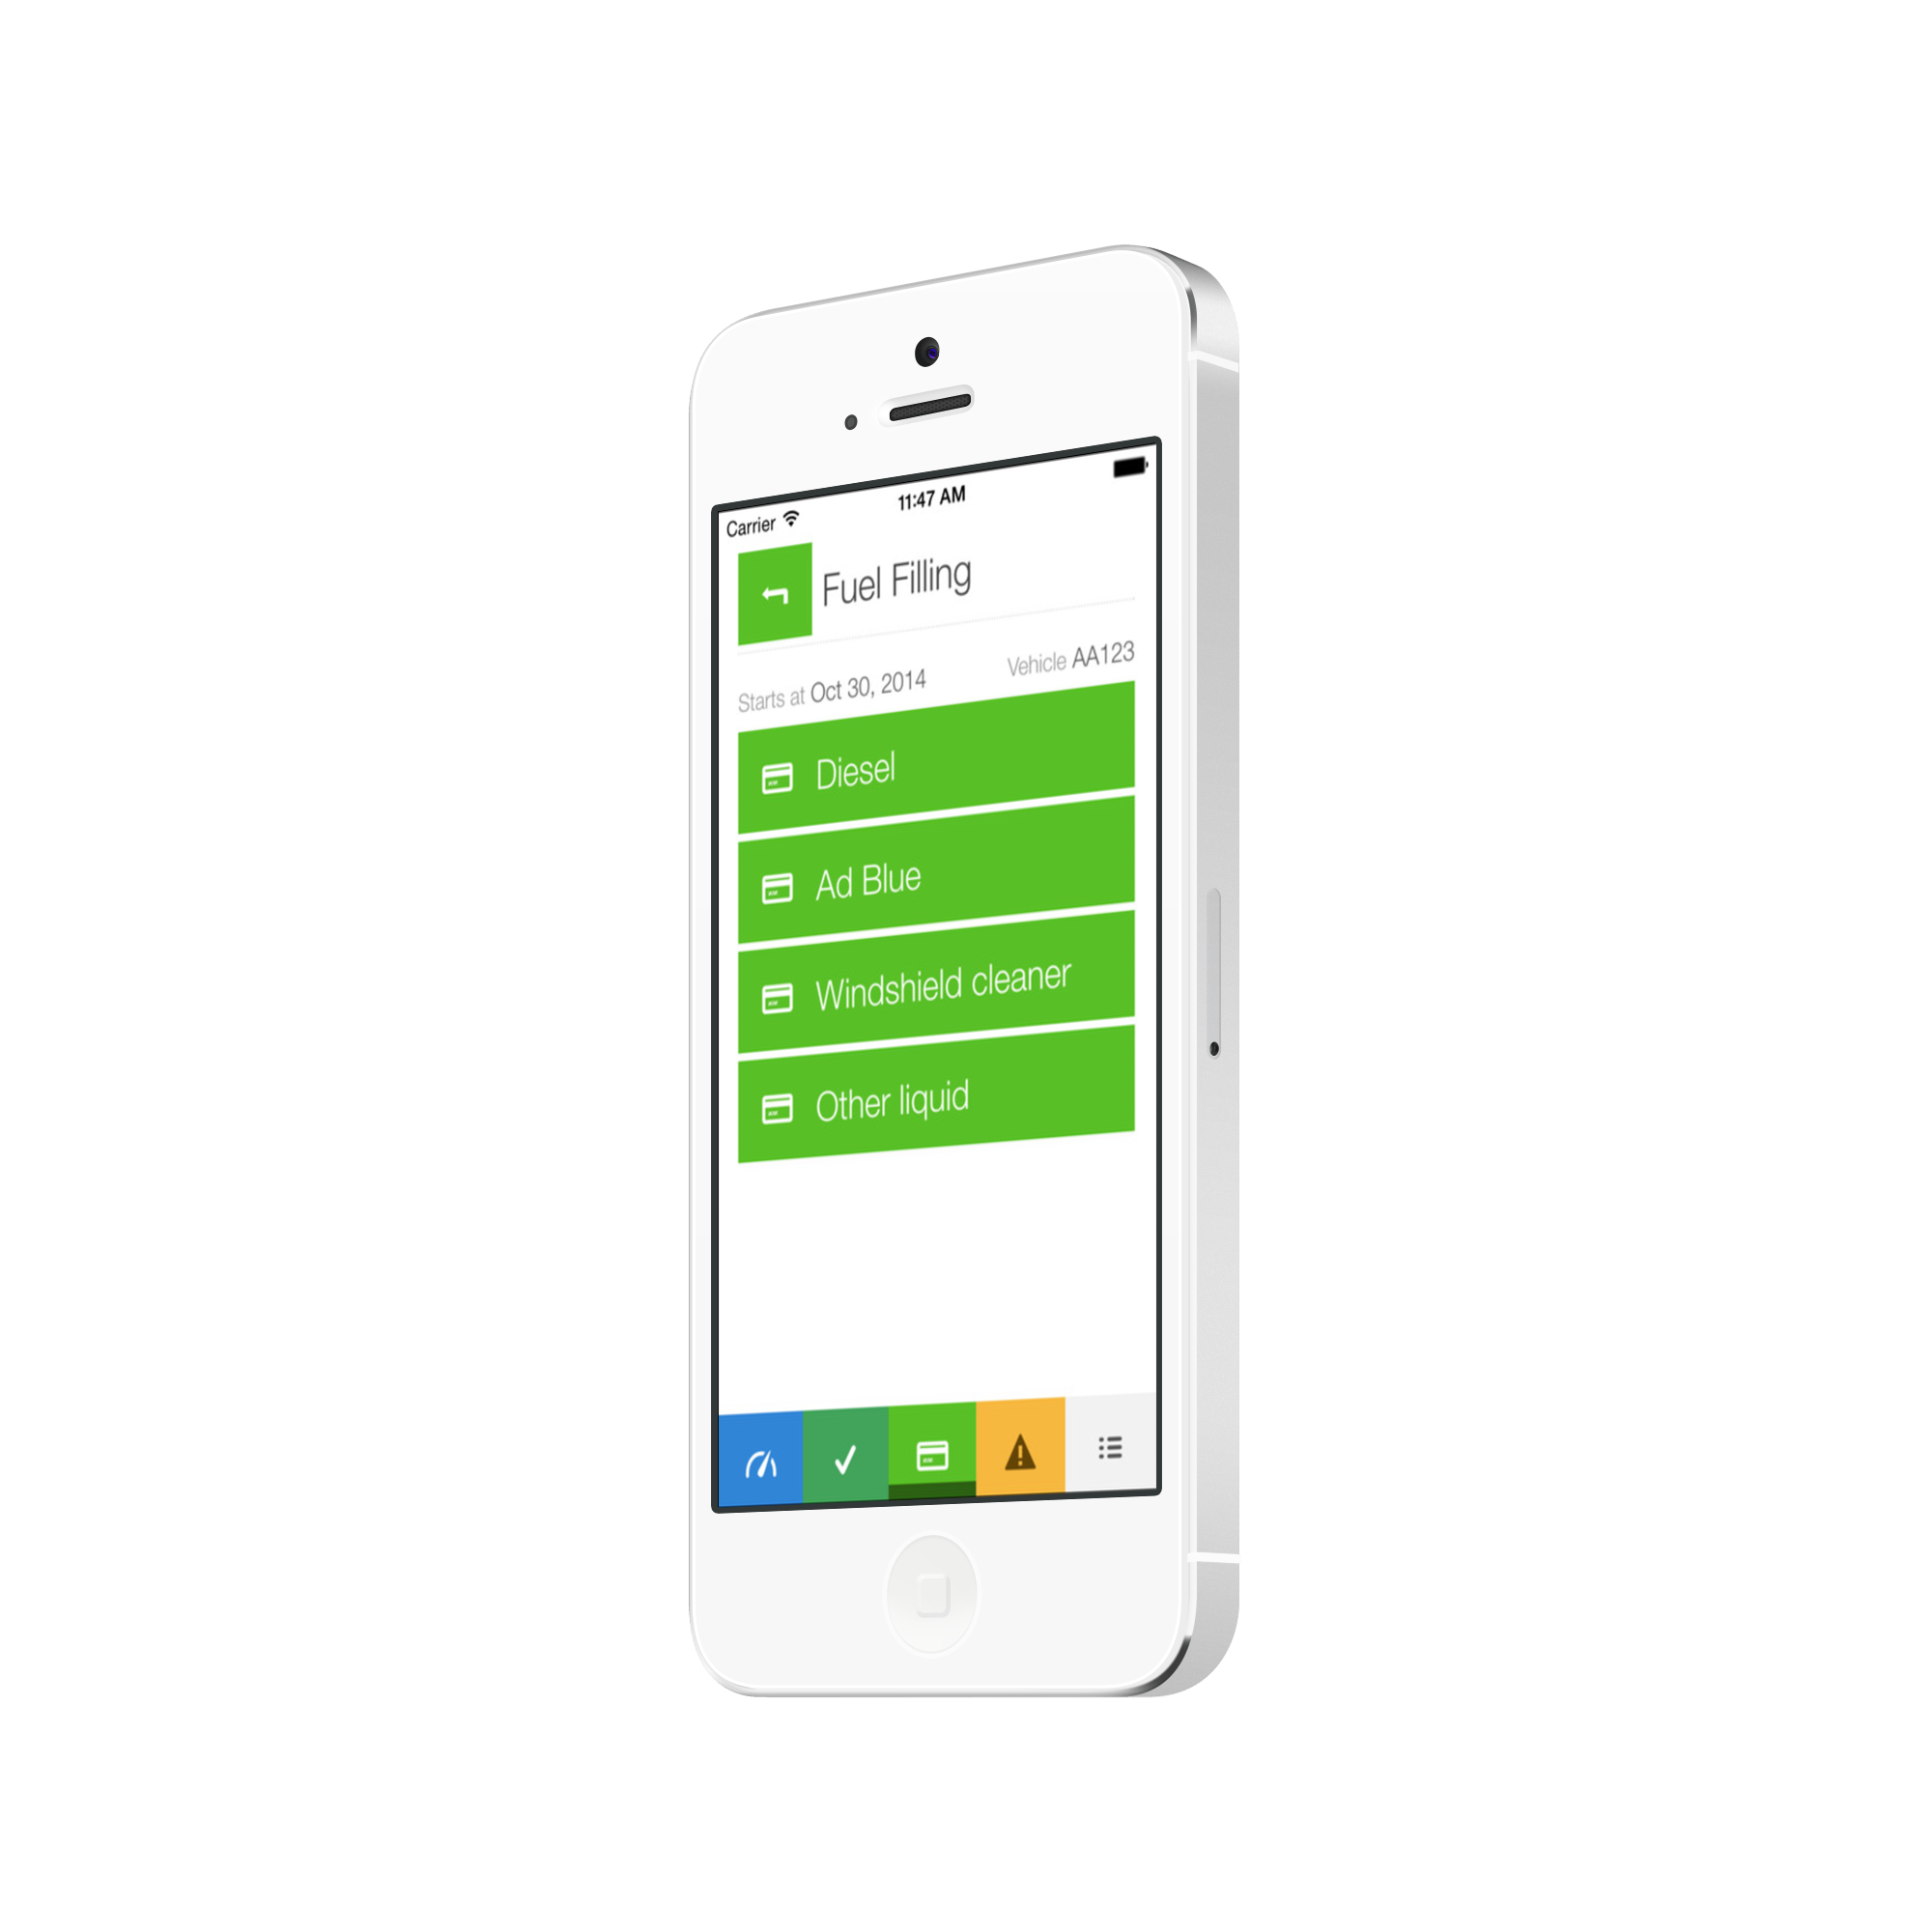 Carrier 11:47 AM
Fuel Filling
Starts at Oct 30, 2014 Vehicle AA123
Diesel
Ad Blue
Windshield cleaner
Other liquid